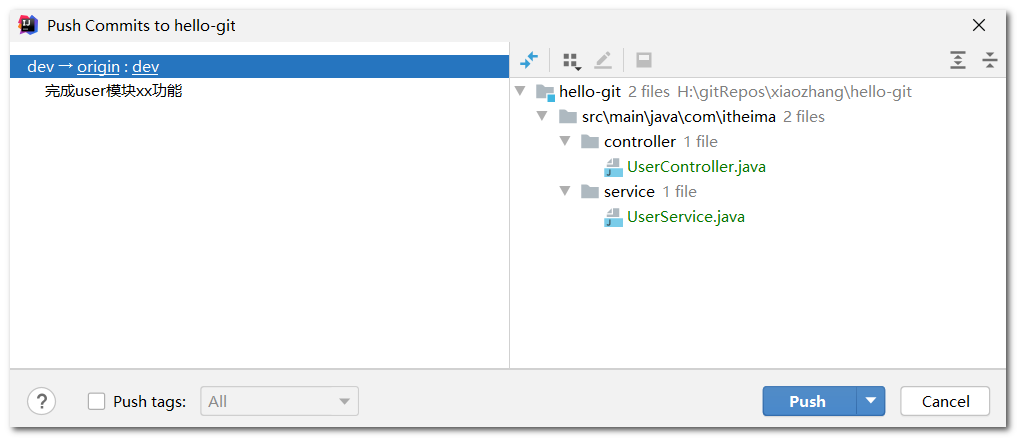 Push Commits to hello-git
dev → origin : dev
完成user模块xx功能
hello-git 2 files H:\gitRepos\xiaozhang\hello-git
src\main\java\com\itheima 2 files
controller 1 file
UserController.java
service 1 file
UserService.java
? Push tags: All Push Cancel